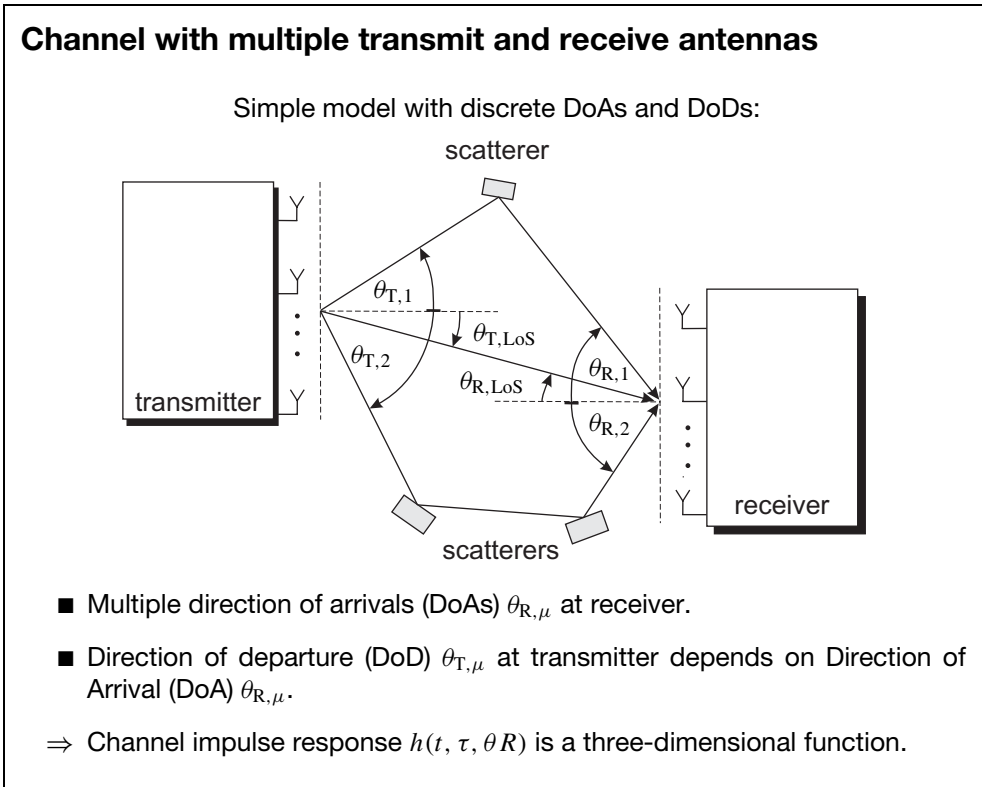 Channel with multiple transmit and receive antennas
Simple model with discrete DoAs and DoDs:
scatterer
θT,1
θT,LoS
θT,2
θR,LoS
θR,1
θR,2
transmitter
receiver
scatterers
■ Multiple direction of arrivals (DoAs) θR,μ at receiver.
■ Direction of departure (DoD) θT,μ at transmitter depends on Direction of
Arrival (DoA) θR,μ.
⇒ Channel impulse response h(t, τ, θR) is a three-dimensional function.